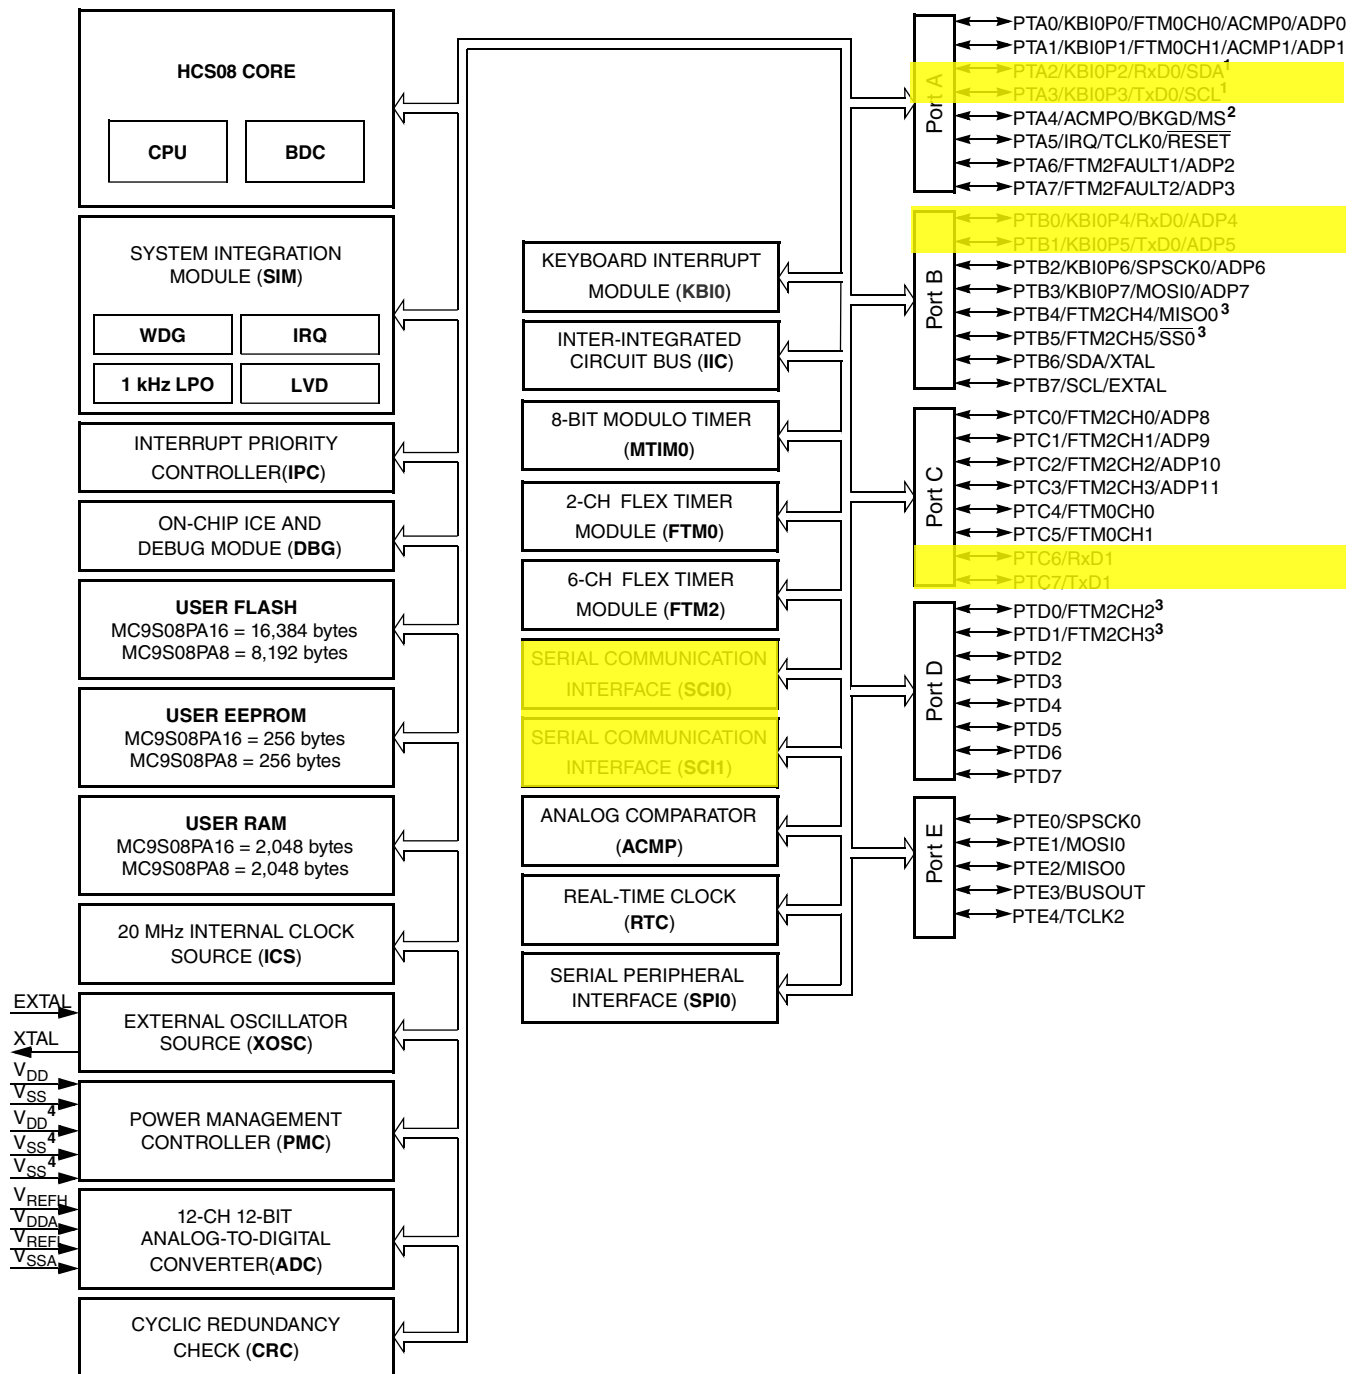 HCS08 CORE
CPU
BDC
SYSTEM INTEGRATION
MODULE (SIM)
WDG
IRQ
1 kHz LPO
LVD
INTERRUPT PRIORITY
CONTROLLER(IPC)
ON-CHIP ICE AND
DEBUG MODUE (DBG)
USER FLASH
MC9S08PA16 = 16,384 bytes
MC9S08PA8 = 8,192 bytes
USER EEPROM
MC9S08PA16 = 256 bytes
MC9S08PA8 = 256 bytes
USER RAM
MC9S08PA16 = 2,048 bytes
MC9S08PA8 = 2,048 bytes
20 MHz INTERNAL CLOCK
SOURCE (ICS)
EXTERNAL OSCILLATOR
SOURCE (XOSC)
POWER MANAGEMENT
CONTROLLER (PMC)
12-CH 12-BIT
ANALOG-TO-DIGITAL
CONVERTER(ADC)
CYCLIC REDUNDANCY
CHECK (CRC)
EXTAL
XTAL
VDD
VSS
VDD4
VSS4
VSS4
VREFH
VDDA
VREFL
VSSA
KEYBOARD INTERRUPT
MODULE (KBI0)
INTER-INTEGRATED
CIRCUIT BUS (IIC)
8-BIT MODULO TIMER
(MTIM0)
2-CH FLEX TIMER
MODULE (FTM0)
6-CH FLEX TIMER
MODULE (FTM2)
SERIAL COMMUNICATION
INTERFACE (SCI0)
SERIAL COMMUNICATION
INTERFACE (SCI1)
ANALOG COMPARATOR
(ACMP)
REAL-TIME CLOCK
(RTC)
SERIAL PERIPHERAL
INTERFACE (SPI0)
Port A
PTA0/KBI0P0/FTM0CH0/ACMP0/ADP0
PTA1/KBI0P1/FTM0CH1/ACMP1/ADP1
PTA2/KBI0P2/RxD0/SDA1
PTA3/KBI0P3/TxD0/SCL1
PTA4/ACMPO/BKGD/MS2
PTA5/IRQ/TCLK0/RESET
PTA6/FTM2FAULT1/ADP2
PTA7/FTM2FAULT2/ADP3
Port B
PTB0/KBI0P4/RxD0/ADP4
PTB1/KBI0P5/TxD0/ADP5
PTB2/KBI0P6/SPSCK0/ADP6
PTB3/KBI0P7/MOSI0/ADP7
PTB4/FTM2CH4/MISO0 3
PTB5/FTM2CH5/SS0 3
PTB6/SDA/XTAL
PTB7/SCL/EXTAL
Port C
PTC0/FTM2CH0/ADP8
PTC1/FTM2CH1/ADP9
PTC2/FTM2CH2/ADP10
PTC3/FTM2CH3/ADP11
PTC4/FTM0CH0
PTC5/FTM0CH1
PTC6/RxD1
PTC7/TxD1
Port D
PTD0/FTM2CH23
PTD1/FTM2CH33
PTD2
PTD3
PTD4
PTD5
PTD6
PTD7
Port E
PTE0/SPSCK0
PTE1/MOSI0
PTE2/MISO0
PTE3/BUSOUT
PTE4/TCLK2